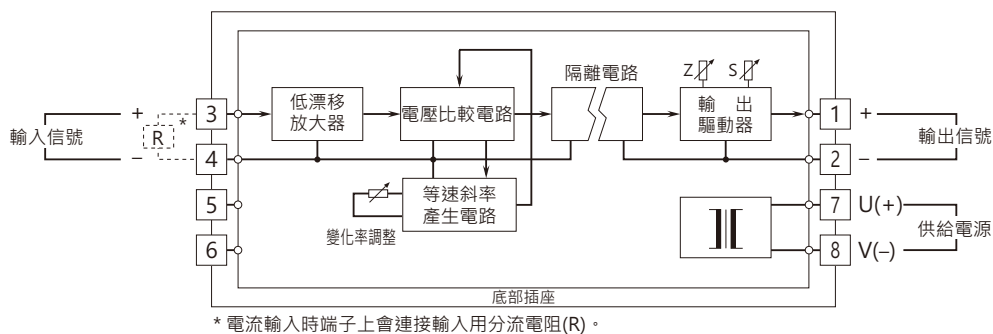 隔離電路
Z
S
輸入信號
+
−
R
*
3
4
5
6
低漂移
放大器
電壓比較電路
輸 出
驅動器
等速斜率
產生電路
變化率調整
1
+
2
−
輸出信號
7
U(+)
8
V(−)
供給電源
底部插座
* 電流輸入時端子上會連接輸入用分流電阻(R)。